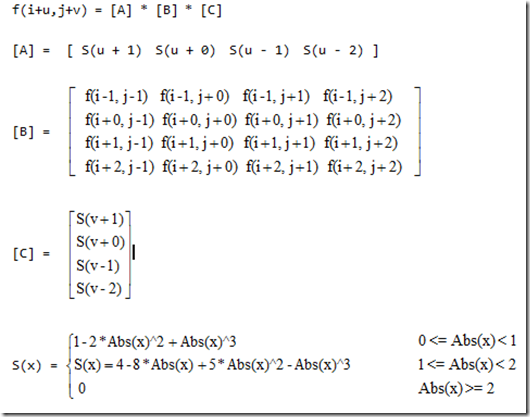 f(i+u,j+v) = [A] * [B] * [C]
[A] = [ S(u + 1) S(u + 0) S(u - 1) S(u - 2) ]
[B] =
f(i-1, j-1) f(i-1, j+0) f(i-1, j+1) f(i-1, j+2)
f(i+0, j-1) f(i+0, j+0) f(i+0, j+1) f(i+0, j+2)
f(i+1, j-1) f(i+1, j+0) f(i+1, j+1) f(i+1, j+2)
f(i+2, j-1) f(i+2, j+0) f(i+2, j+1) f(i+2, j+2)
[C] =
S(v+1)
S(v+0)
S(v-1)
S(v-2)
S(x) =
1-2*Abs(x)^2+Abs(x)^3 0<=Abs(x)<1
S(x)=4-8*Abs(x)+5*Abs(x)^2-Abs(x)^3 1<=Abs(x)<2
0 Abs(x)>=2